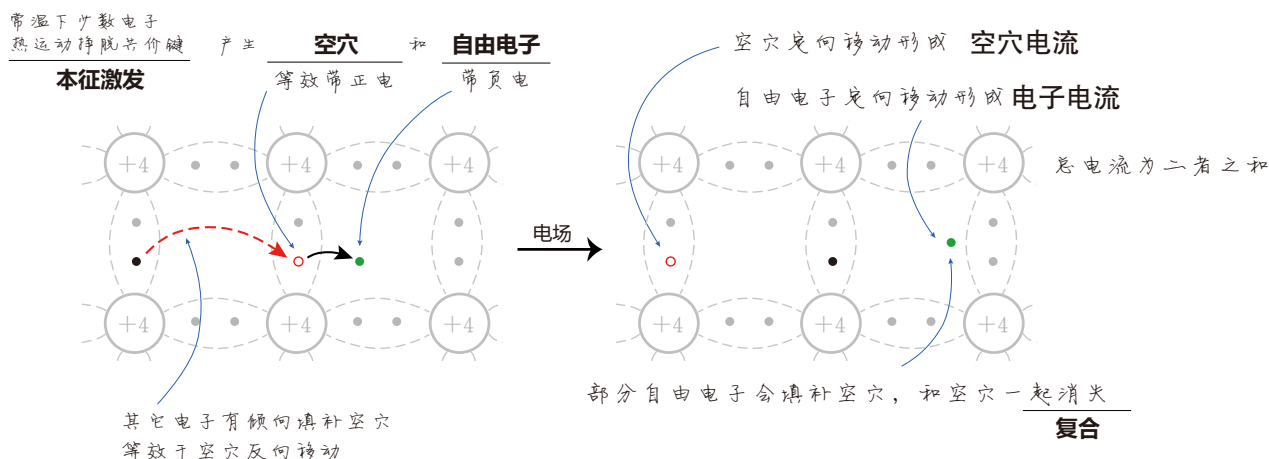 常温下少数电子
热运动挣脱共价键 产生 空穴 和 自由电子
本征激发 等效带正电 带负电
空穴定向移动形成 空穴电流
自由电子定向移动形成 电子电流
总电流为二者之和
+4 +4 +4
+4 +4 +4
电场
+4 +4 +4
+4 +4 +4
其它电子有倾向填补空穴
等效于空穴反向移动
部分自由电子会填补空穴，和空穴一起消失
复合